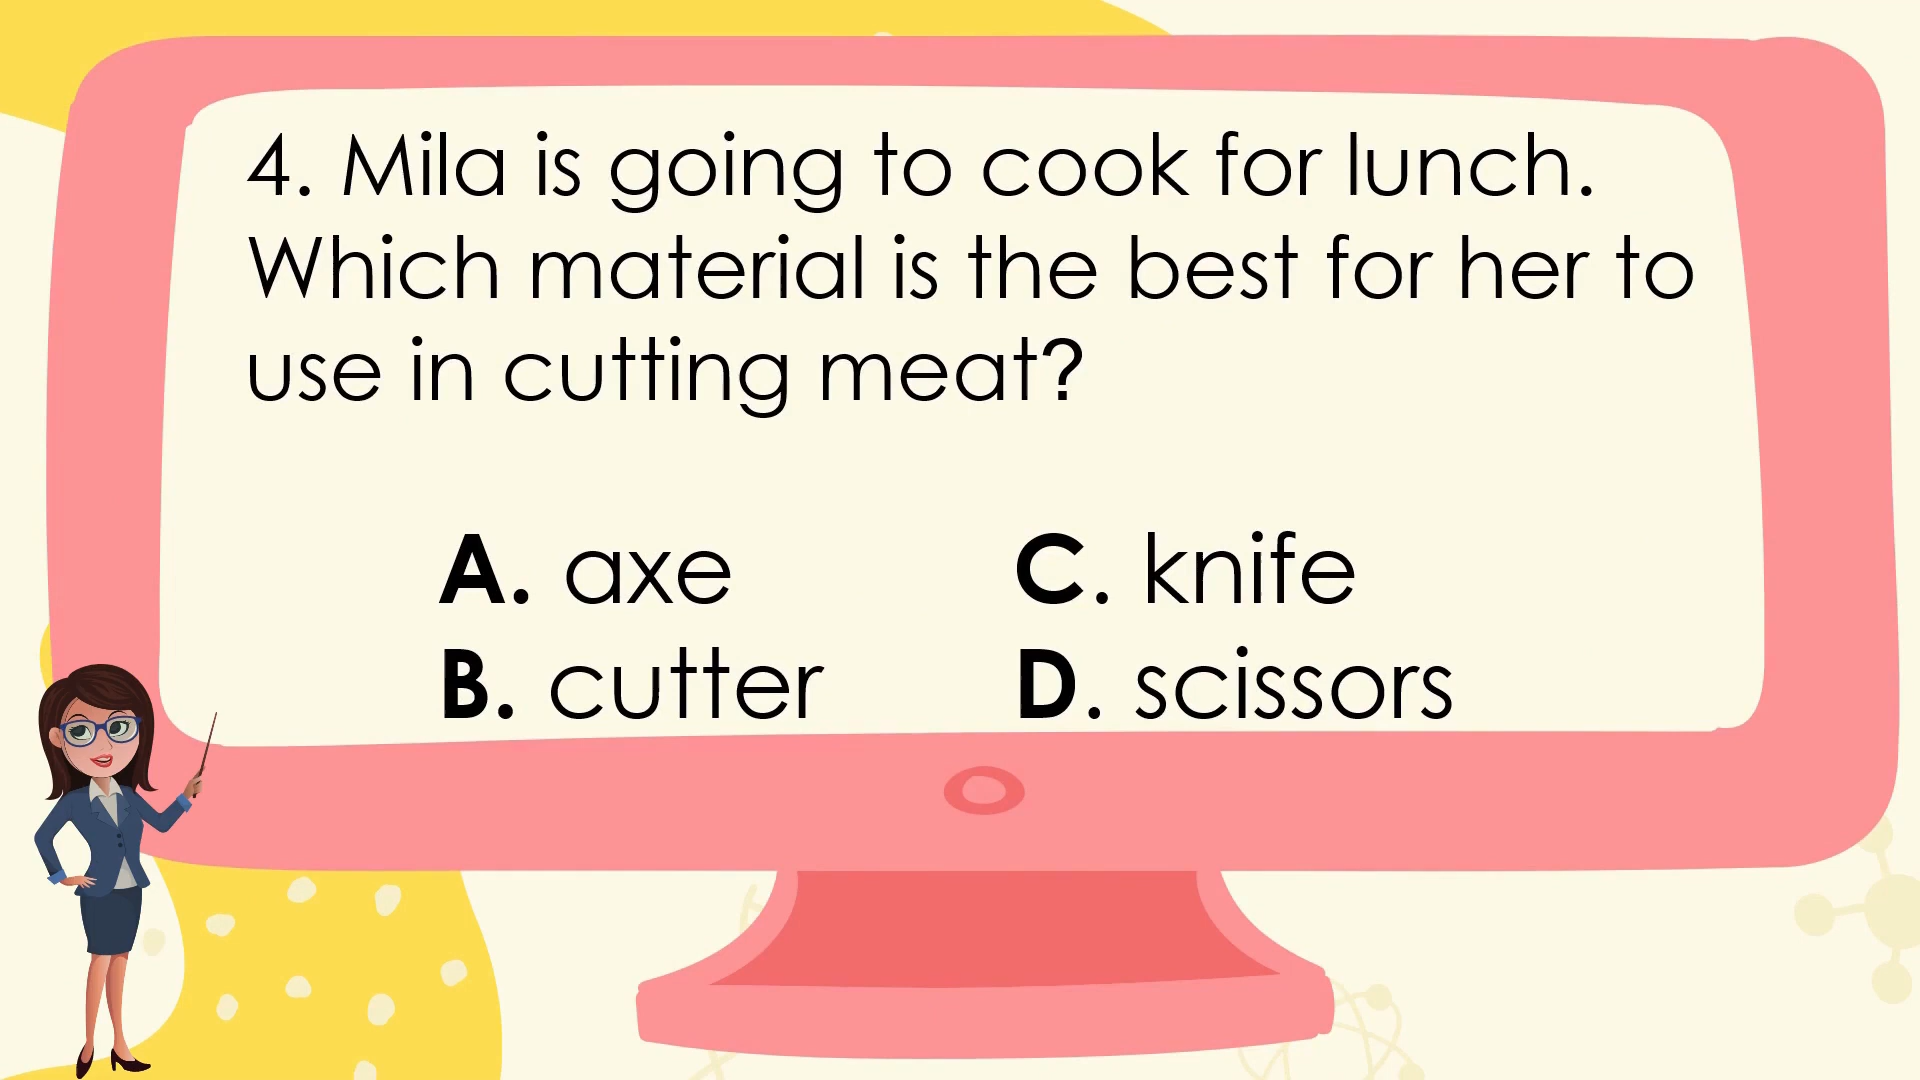 4. Mila is going to cook for lunch.
Which material is the best for her to
use in cutting meat?
A. axe
B. cutter
C. knife
D. scissors